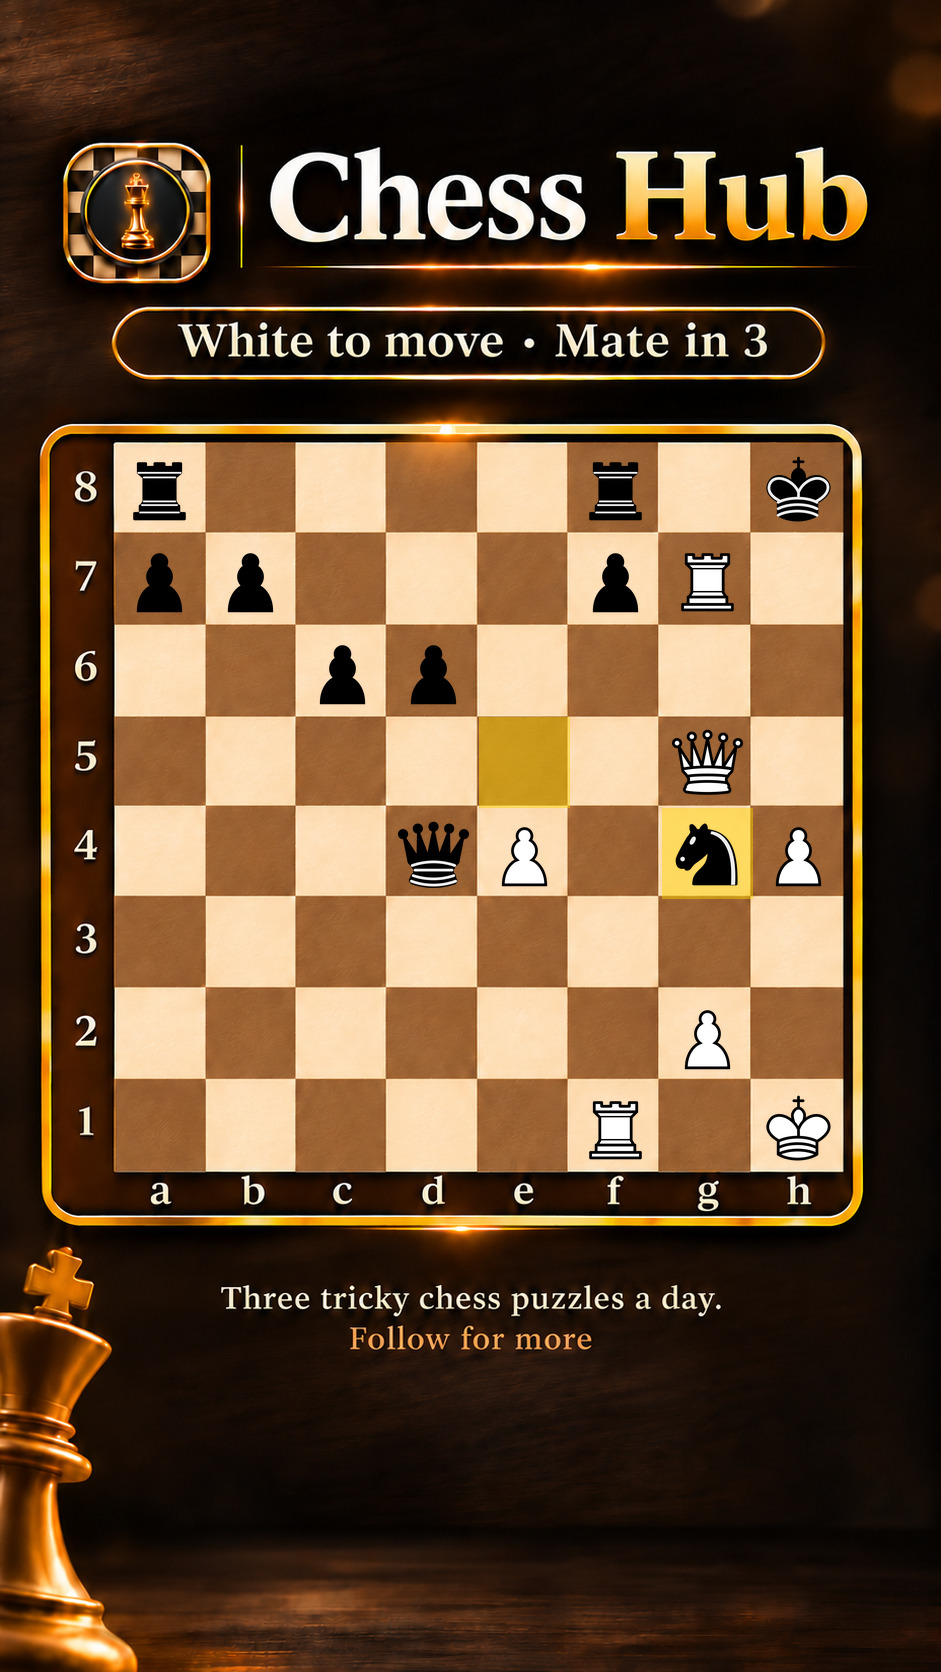 Chess Hub
White to move • Mate in 3
8
7
6
5
4
3
2
1
a b c d e f g h
Three tricky chess puzzles a day.
Follow for more